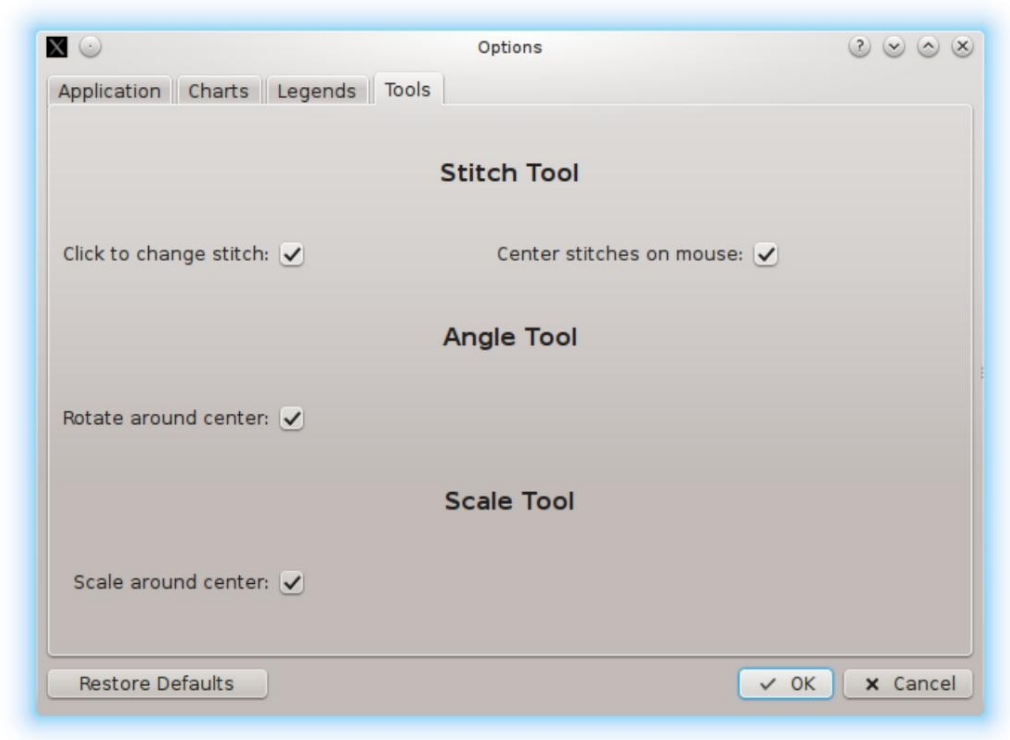 Options
Application Charts Legends Tools
Stitch Tool
Click to change stitch: Center stitches on mouse:
Angle Tool
Rotate around center:
Scale Tool
Scale around center:
Restore Defaults OK Cancel